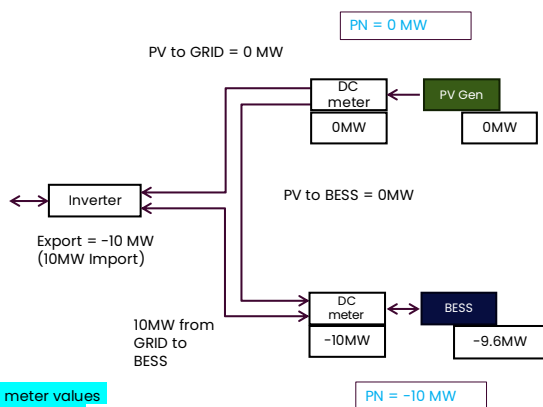 PN = 0 MW
PV to GRID = 0 MW
DC
meter
PV Gen
0MW
0MW
PV to BESS = 0MW
Inverter
Export = -10 MW
(10MW Import)
10MW from
GRID to
BESS
DC
meter
BESS
-10MW
-9.6MW
meter values
PN = -10 MW